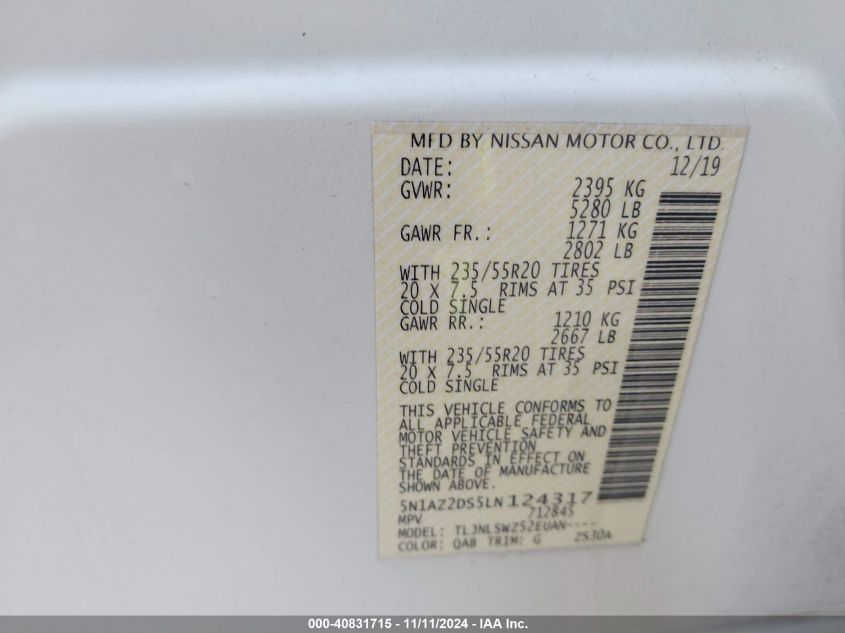 MFD BY NISSAN MOTOR CO., LTD.
DATE: 12/19
GVWR: 2395 KG
5280 LB
GAWR FR.: 1271 KG
2802 LB
WITH 235/55R20 TIRES
20 X 7.5 RIMS AT 35 PSI
COLD SINGLE
GAWR RR.: 1210 KG
2667 LB
WITH 235/55R20 TIRES
20 X 7.5 RIMS AT 35 PSI
COLD SINGLE
THIS VEHICLE CONFORMS TO
ALL APPLICABLE FEDERAL
MOTOR VEHICLE SAFETY AND
THEFT PREVENTION
STANDARDS IN EFFECT ON
THE DATE OF MANUFACTURE
SHOWN ABOVE.
5N1AZ2DS5LN124317
MPV 712845
MODEL: TLJNLSWZ52EUAN----
COLOR: QAB TRIM: G ZS30A
000-40831715 - 11/11/2024 - IAA Inc.